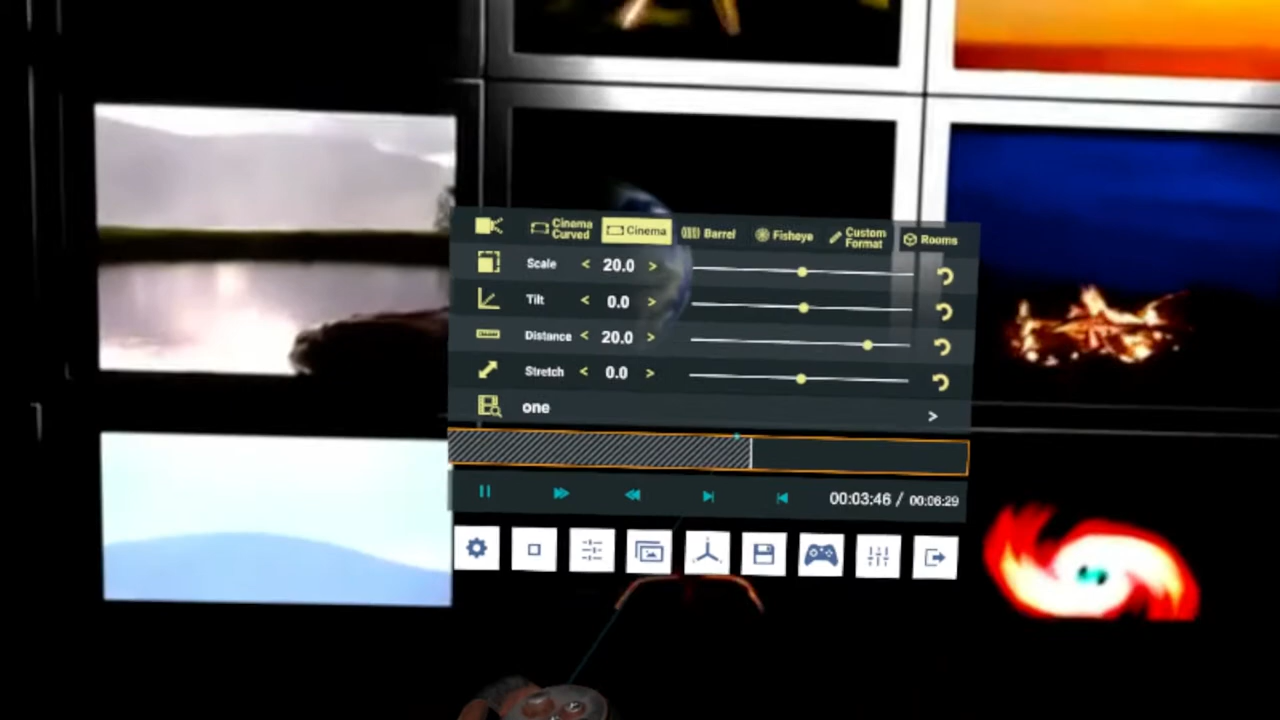 Cinema Curved
Cinema
Barrel
Fisheye
Custom Format
Rooms
Scale < 20.0 >
Tilt < 0.0 >
Distance < 20.0 >
Stretch < 0.0 >
one >
00:03:46 / 00:06:29